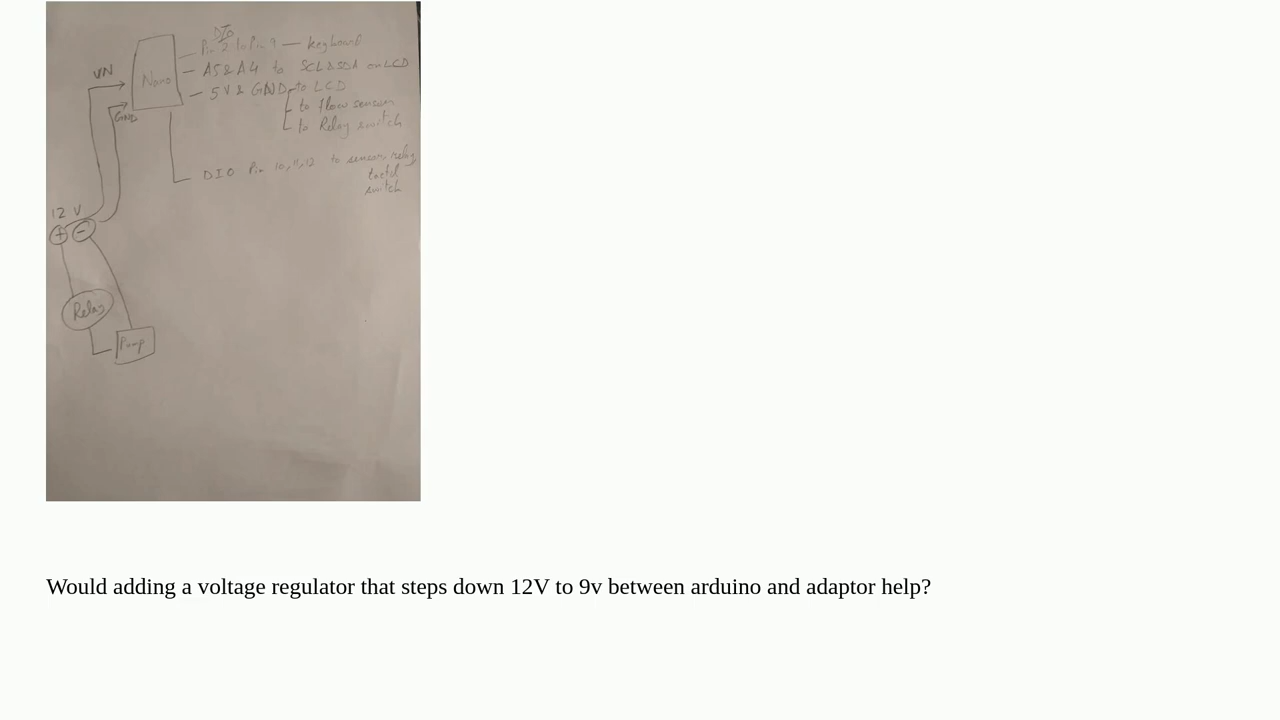 DIO
Pin 2 to Pin 9 — keyboard
VIN
Nano
A5 & A4 to SCL & SDA on LCD
5V & GND to LCD
GND
to flow sensor
to Relay switch
DIO Pin 10, 11, 12 to sensor, relay,
switch
12 V
+ −
Relay
Pump
Would adding a voltage regulator that steps down 12V to 9v between arduino and adaptor help?